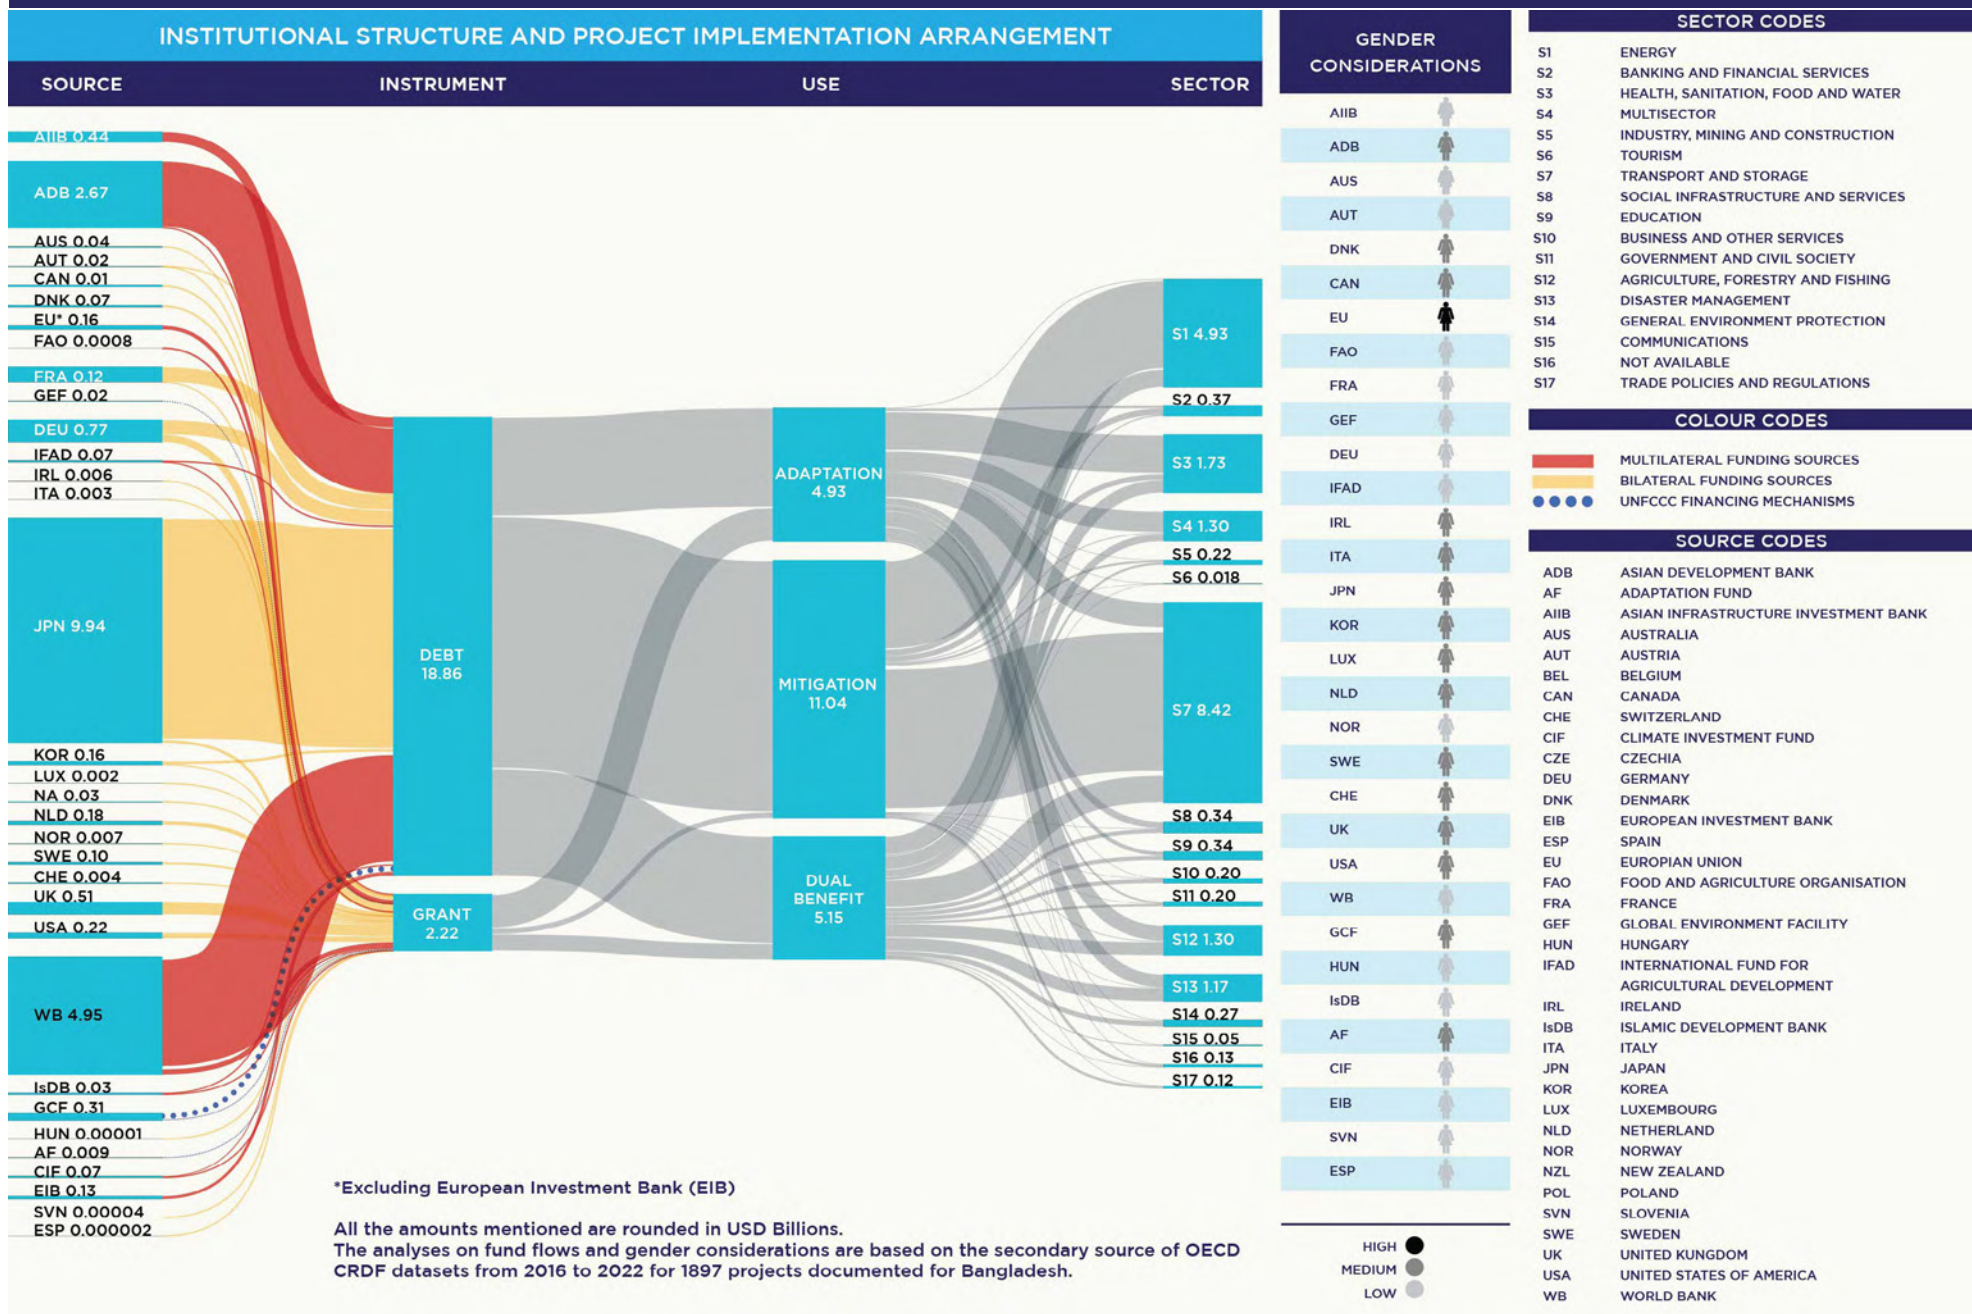 INSTITUTIONAL STRUCTURE AND PROJECT IMPLEMENTATION ARRANGEMENT
SOURCE INSTRUMENT USE SECTOR
AIIB 0.44
ADB 2.67
AUS 0.04
AUT 0.02
CAN 0.01
DNK 0.07
EU* 0.16
FAO 0.0008
FRA 0.12
GEF 0.02
DEU 0.77
IFAD 0.07
IRL 0.006
ITA 0.003
JPN 9.94
KOR 0.16
LUX 0.002
NA 0.03
NLD 0.18
NOR 0.007
SWE 0.10
CHE 0.004
UK 0.51
USA 0.22
WB 4.95
IsDB 0.03
GCF 0.31
HUN 0.00001
AF 0.009
CIF 0.07
EIB 0.13
SVN 0.00004
ESP 0.000002
DEBT
18.86
GRANT
2.22
ADAPTATION
4.93
MITIGATION
11.04
DUAL
BENEFIT
5.15
S1 4.93
S2 0.37
S3 1.73
S4 1.30
S5 0.22
S6 0.018
S7 8.42
S8 0.34
S9 0.34
S10 0.20
S11 0.20
S12 1.30
S13 1.17
S14 0.27
S15 0.05
S16 0.13
S17 0.12
*Excluding European Investment Bank (EIB)
All the amounts mentioned are rounded in USD Billions.
The analyses on fund flows and gender considerations are based on the secondary source of OECD
CRDF datasets from 2016 to 2022 for 1897 projects documented for Bangladesh.
GENDER
CONSIDERATIONS
AIIB
ADB
AUS
AUT
DNK
CAN
EU
FAO
FRA
GEF
DEU
IFAD
IRL
ITA
JPN
KOR
LUX
NLD
NOR
SWE
CHE
UK
USA
WB
GCF
HUN
IsDB
AF
CIF
EIB
SVN
ESP
HIGH
MEDIUM
LOW
SECTOR CODES
S1 ENERGY
S2 BANKING AND FINANCIAL SERVICES
S3 HEALTH, SANITATION, FOOD AND WATER
S4 MULTISECTOR
S5 INDUSTRY, MINING AND CONSTRUCTION
S6 TOURISM
S7 TRANSPORT AND STORAGE
S8 SOCIAL INFRASTRUCTURE AND SERVICES
S9 EDUCATION
S10 BUSINESS AND OTHER SERVICES
S11 GOVERNMENT AND CIVIL SOCIETY
S12 AGRICULTURE, FORESTRY AND FISHING
S13 DISASTER MANAGEMENT
S14 GENERAL ENVIRONMENT PROTECTION
S15 COMMUNICATIONS
S16 NOT AVAILABLE
S17 TRADE POLICIES AND REGULATIONS
COLOUR CODES
MULTILATERAL FUNDING SOURCES
BILATERAL FUNDING SOURCES
UNFCCC FINANCING MECHANISMS
SOURCE CODES
ADB ASIAN DEVELOPMENT BANK
AF ADAPTATION FUND
AIIB ASIAN INFRASTRUCTURE INVESTMENT BANK
AUS AUSTRALIA
AUT AUSTRIA
BEL BELGIUM
CAN CANADA
CHE SWITZERLAND
CIF CLIMATE INVESTMENT FUND
CZE CZECHIA
DEU GERMANY
DNK DENMARK
EIB EUROPEAN INVESTMENT BANK
ESP SPAIN
EU EUROPIAN UNION
FAO FOOD AND AGRICULTURE ORGANISATION
FRA FRANCE
GEF GLOBAL ENVIRONMENT FACILITY
HUN HUNGARY
IFAD INTERNATIONAL FUND FOR
AGRICULTURAL DEVELOPMENT
IRL IRELAND
IsDB ISLAMIC DEVELOPMENT BANK
ITA ITALY
JPN JAPAN
KOR KOREA
LUX LUXEMBOURG
NLD NETHERLAND
NOR NORWAY
NZL NEW ZEALAND
POL POLAND
SVN SLOVENIA
SWE SWEDEN
UK UNITED KUNGDOM
USA UNITED STATES OF AMERICA
WB WORLD BANK